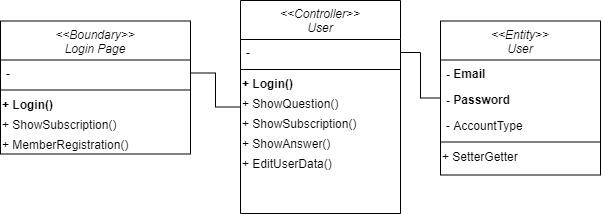 <<Boundary>>
Login Page
-
+ Login()
+ ShowSubscription()
+ MemberRegistration()
<<Controller>>
User
-
+ Login()
+ ShowQuestion()
+ ShowSubscription()
+ ShowAnswer()
+ EditUserData()
<<Entity>>
User
- Email
- Password
- AccountType
+ SetterGetter